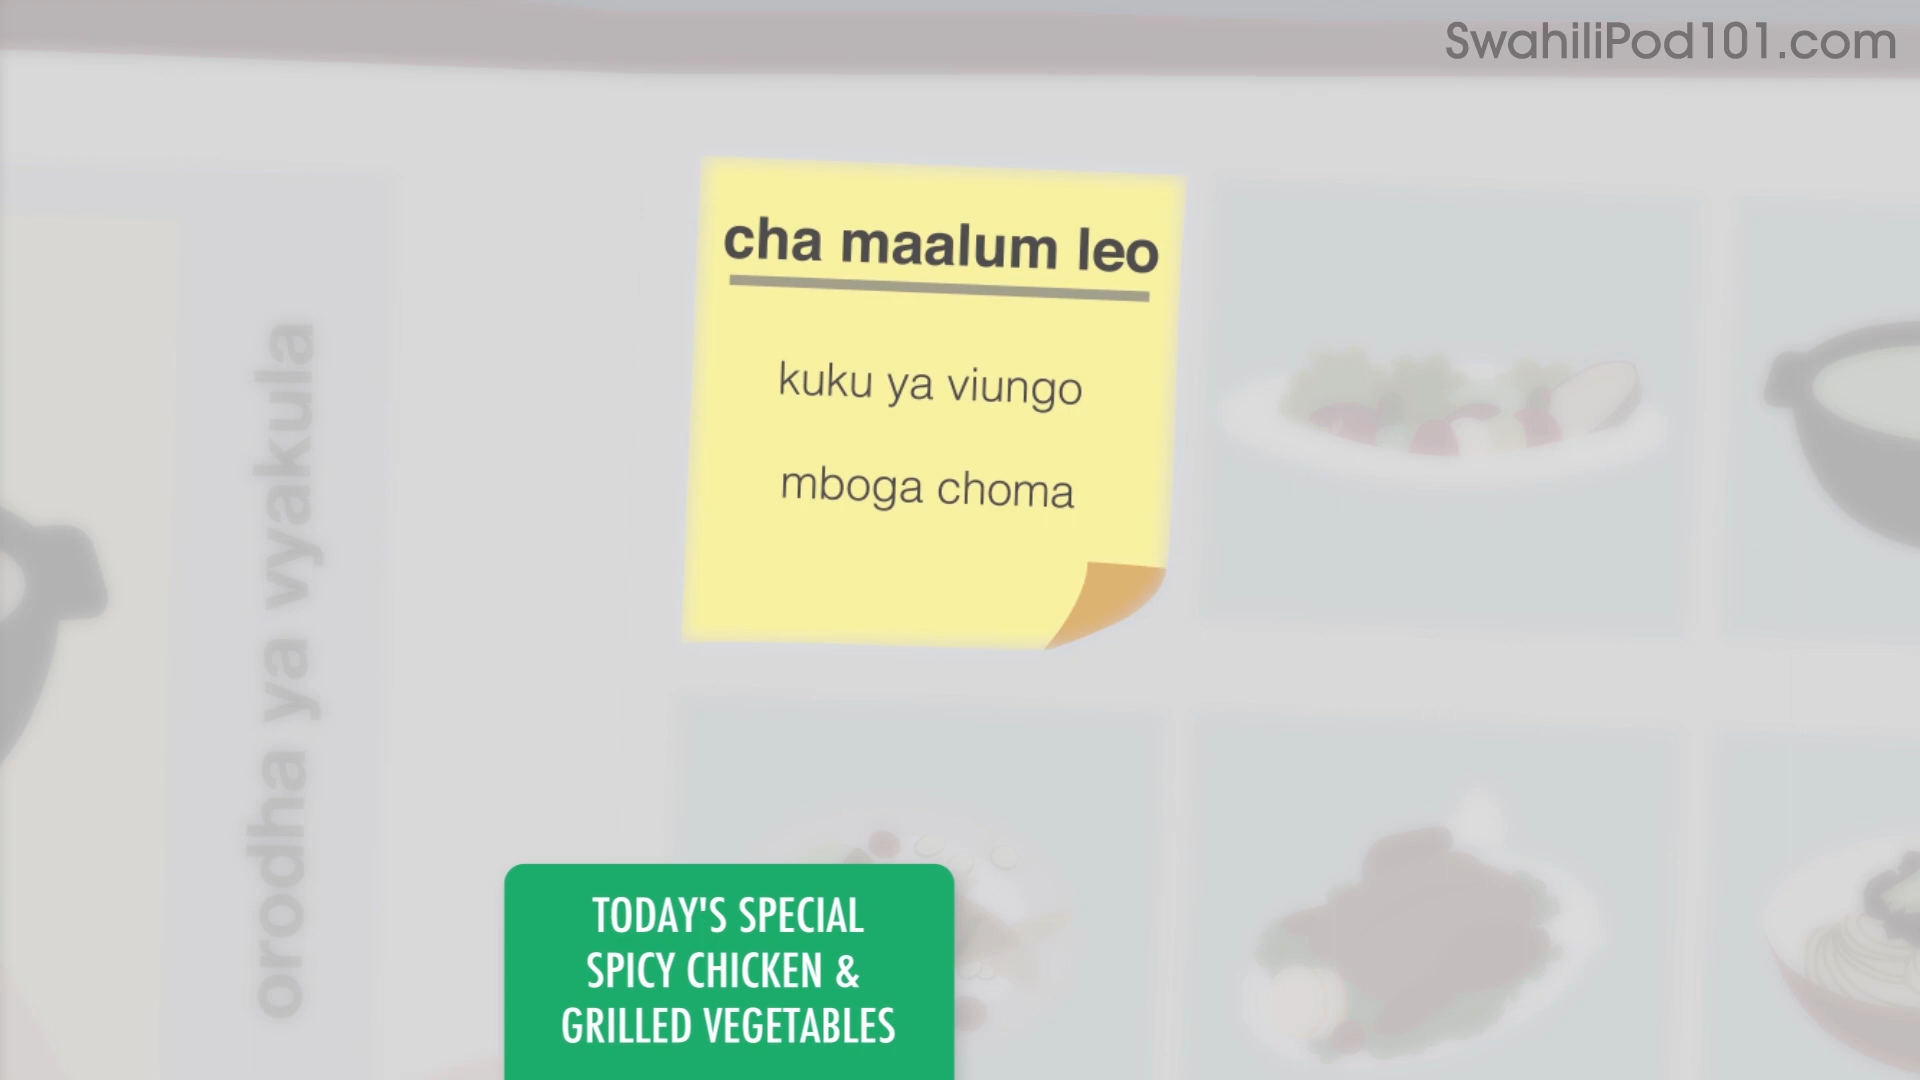 SwahiliPod101.com
cha maalum leo
kuku ya viungo
mboga choma
orodha ya vyakula
TODAY'S SPECIAL
SPICY CHICKEN &
GRILLED VEGETABLES